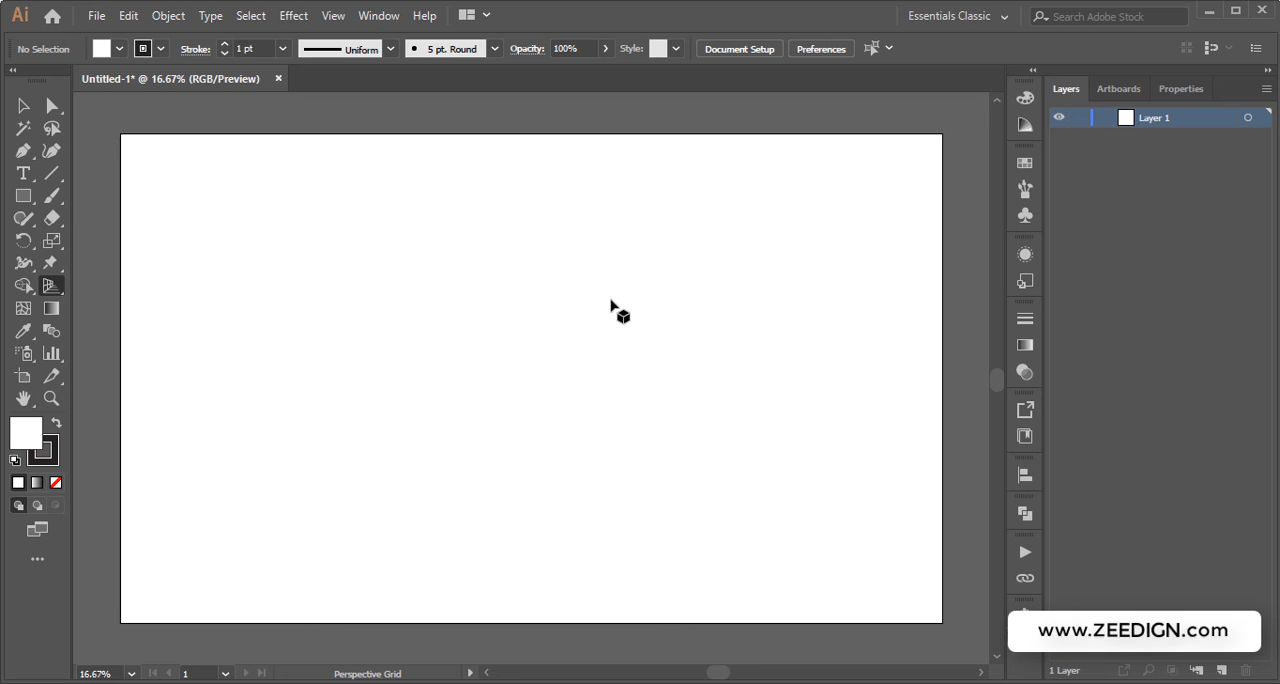 Ai File Edit Object Type Select Effect View Window Help Essentials Classic Search Adobe Stock
No Selection Stroke: 1 pt Uniform 5 pt. Round Opacity: 100% Style: Document Setup Preferences
Untitled-1* @ 16.67% (RGB/Preview)
Layers Artboards Properties
Layer 1
www.ZEEDIGN.com
16.67% 1 Perspective Grid 1 Layer